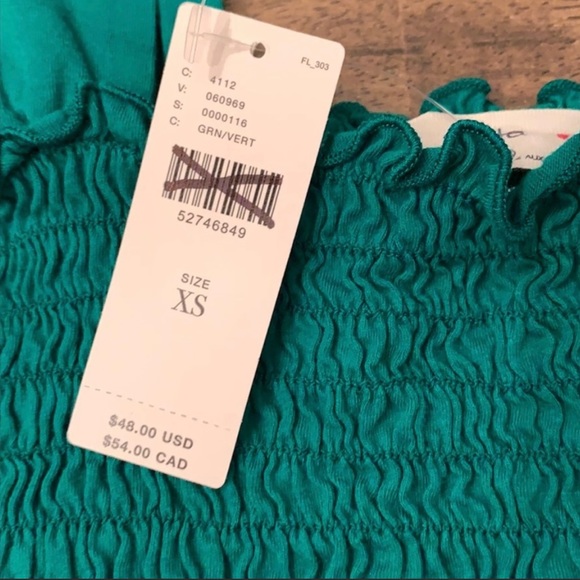 FL_303
C: 4112
V: 060969
S: 0000116
C: GRN/VERT
52746849
SIZE
XS
$48.00 USD
$54.00 CAD